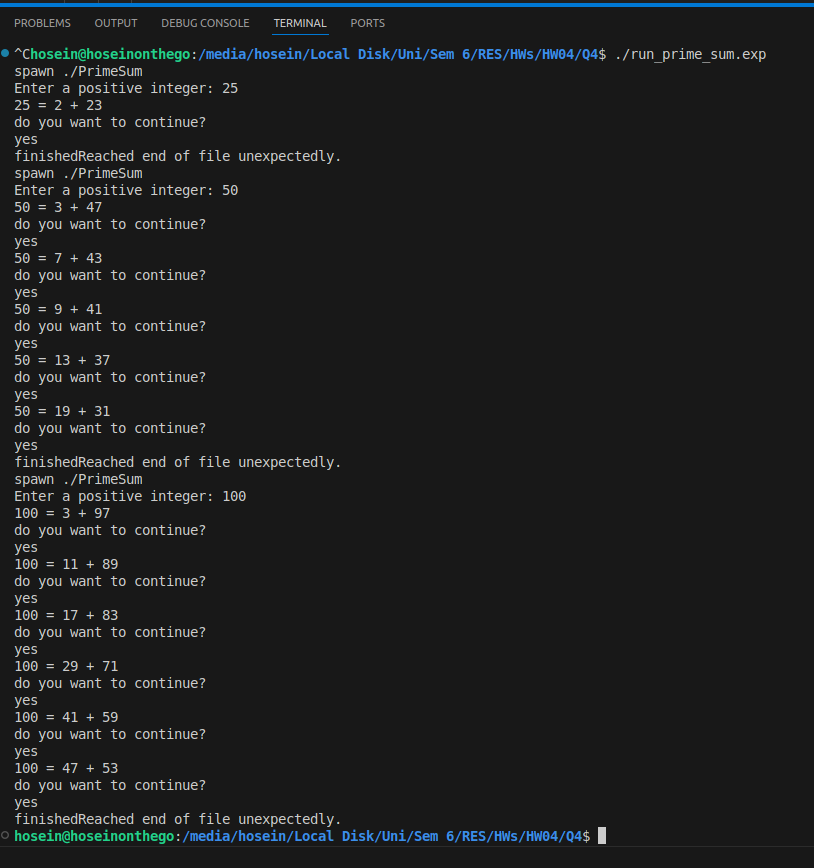 PROBLEMS OUTPUT DEBUG CONSOLE TERMINAL PORTS
^Chosein@hoseinonthego:/media/hosein/Local Disk/Uni/Sem 6/RES/HWs/HW04/Q4$ ./run_prime_sum.exp
spawn ./PrimeSum
Enter a positive integer: 25
25 = 2 + 23
do you want to continue?
yes
finishedReached end of file unexpectedly.
spawn ./PrimeSum
Enter a positive integer: 50
50 = 3 + 47
do you want to continue?
yes
50 = 7 + 43
do you want to continue?
yes
50 = 9 + 41
do you want to continue?
yes
50 = 13 + 37
do you want to continue?
yes
50 = 19 + 31
do you want to continue?
yes
finishedReached end of file unexpectedly.
spawn ./PrimeSum
Enter a positive integer: 100
100 = 3 + 97
do you want to continue?
yes
100 = 11 + 89
do you want to continue?
yes
100 = 17 + 83
do you want to continue?
yes
100 = 29 + 71
do you want to continue?
yes
100 = 41 + 59
do you want to continue?
yes
100 = 47 + 53
do you want to continue?
yes
finishedReached end of file unexpectedly.
hosein@hoseinonthego:/media/hosein/Local Disk/Uni/Sem 6/RES/HWs/HW04/Q4$